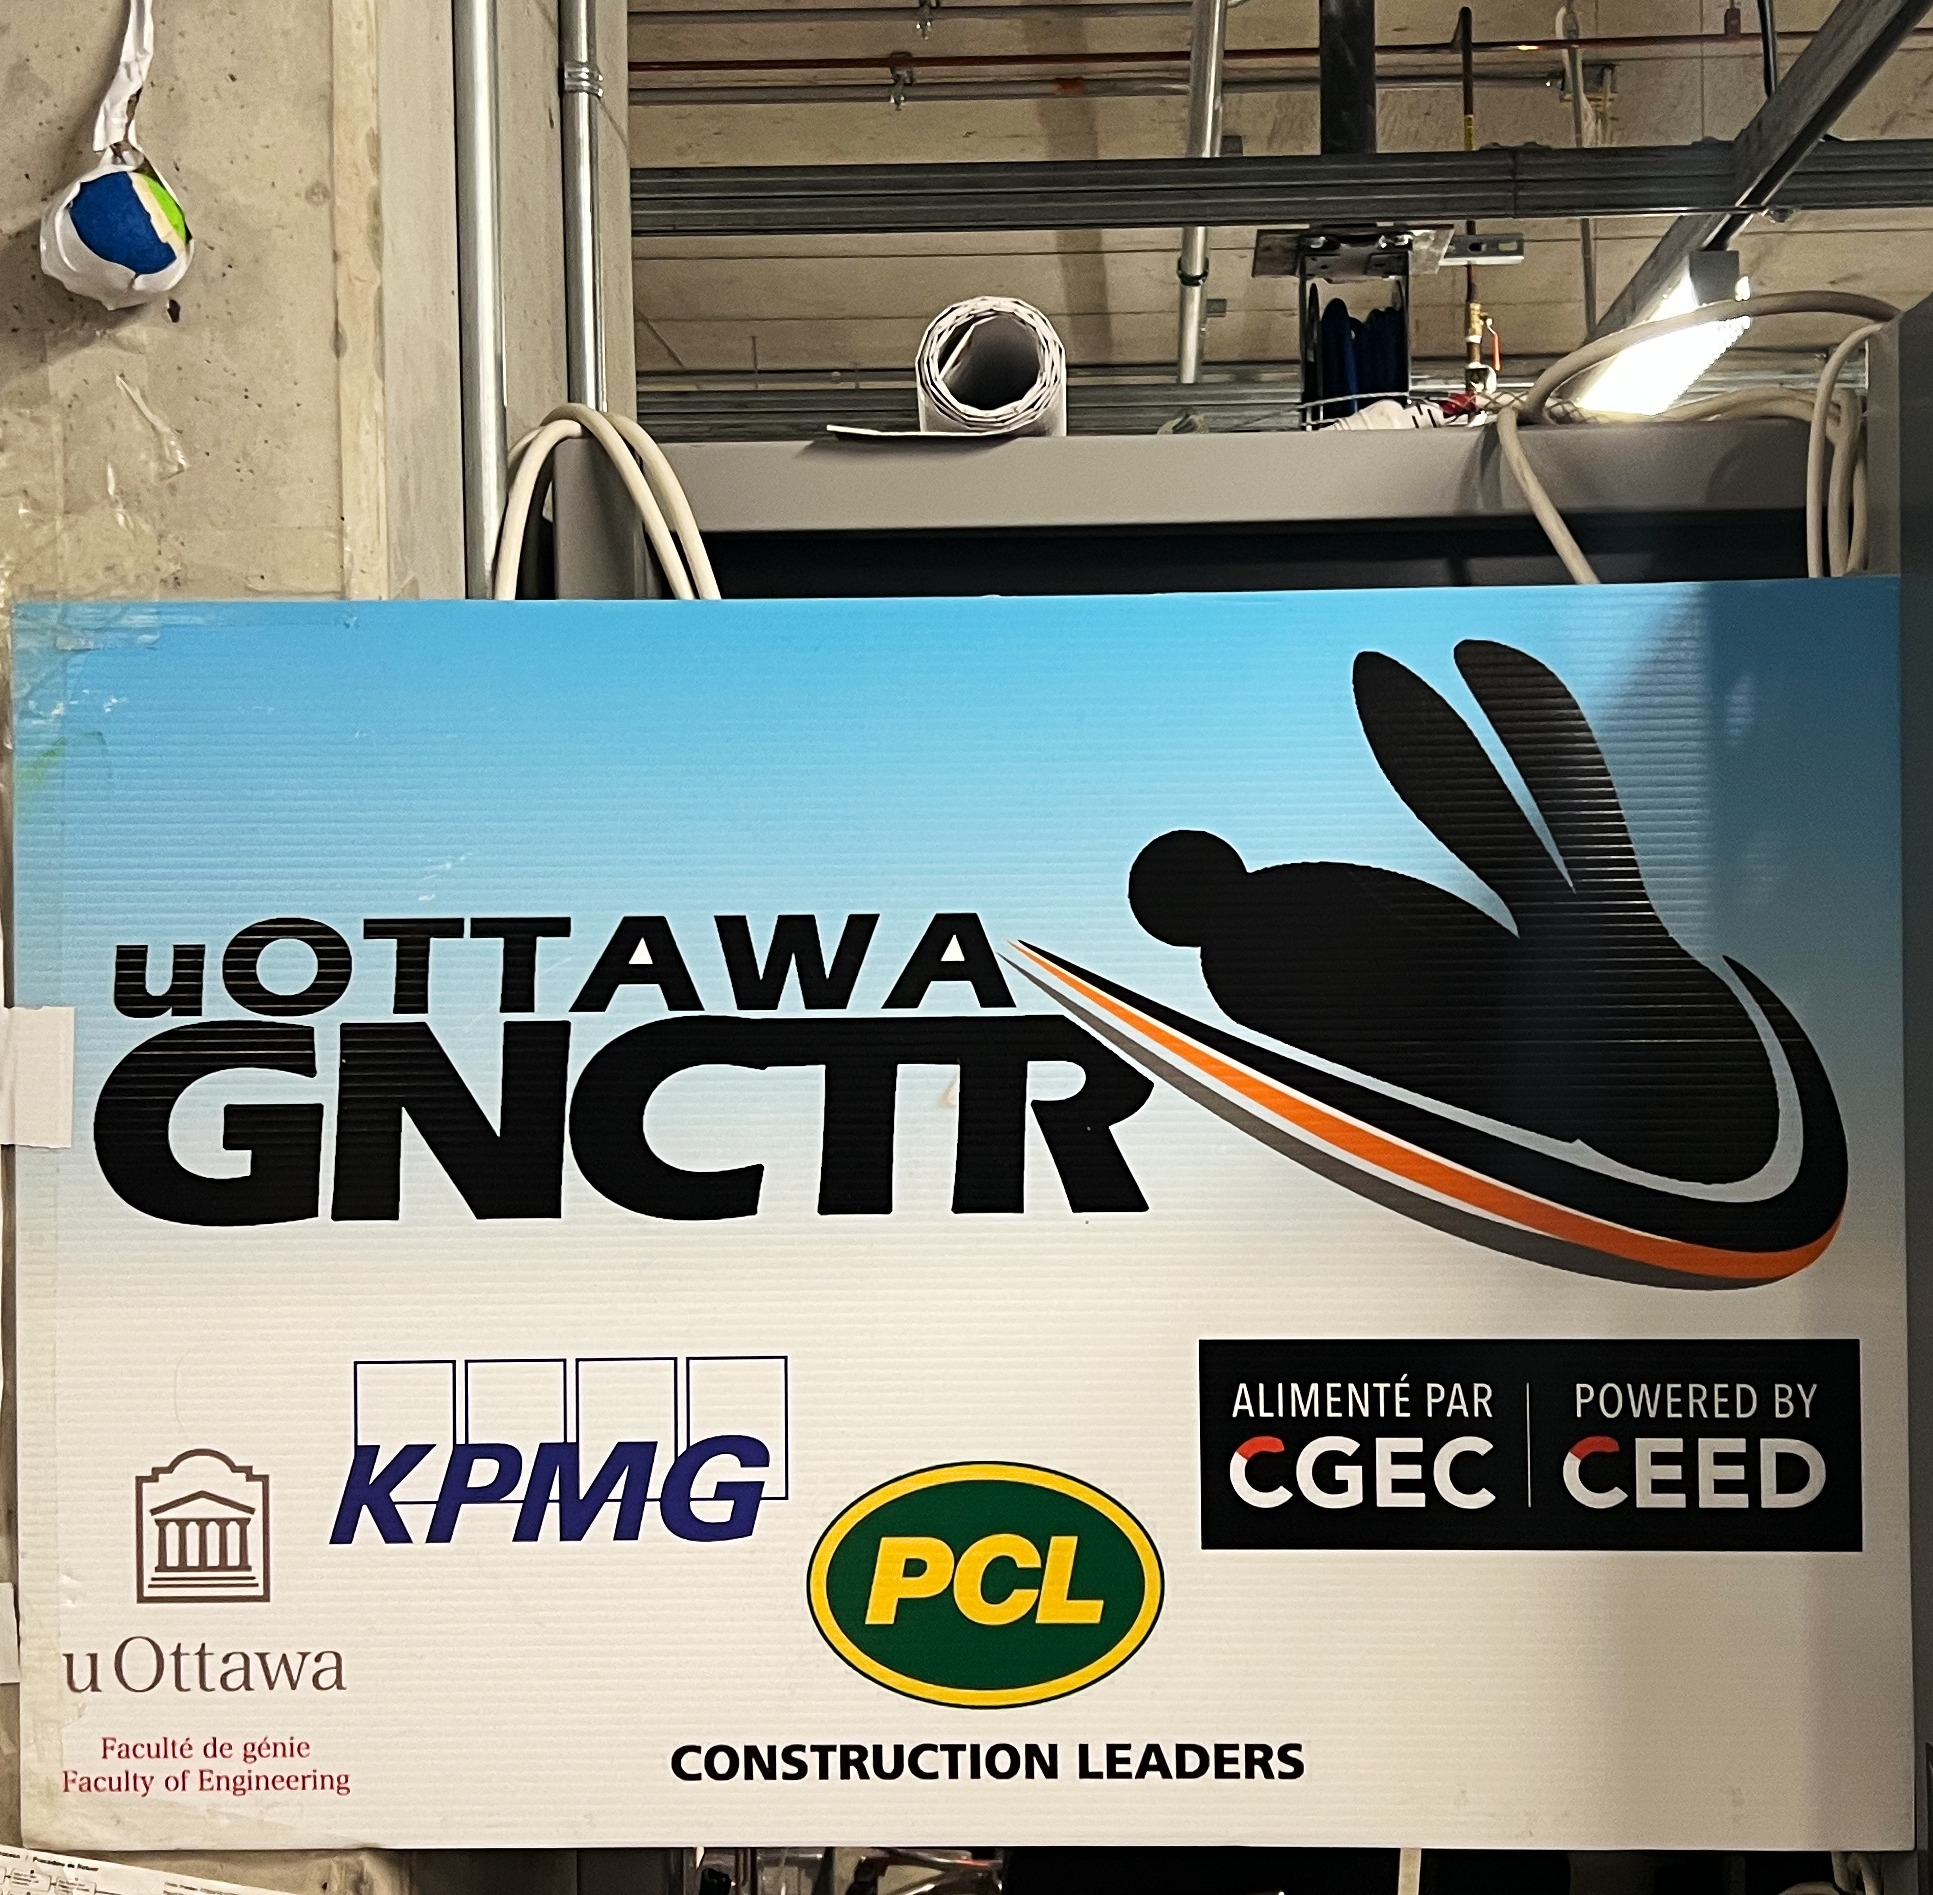 uOTTAWA
GNCTR
KPMG
ALIMENTÉ PAR
CGEC
POWERED BY
CEED
PCL
CONSTRUCTION LEADERS
uOttawa
Faculté de génie
Faculty of Engineering